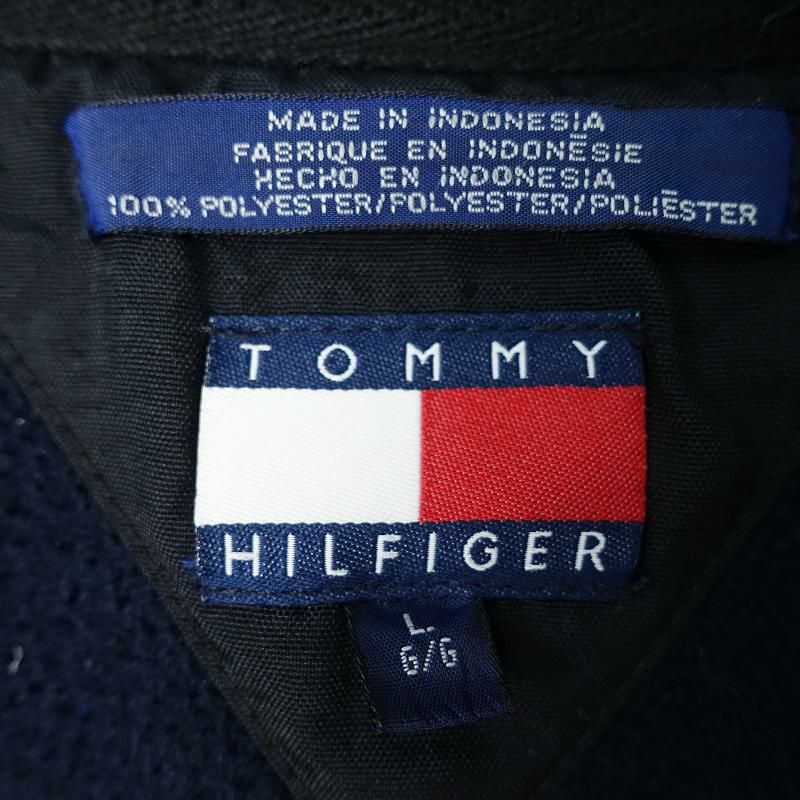 MADE IN INDONESIA
FABRIQUE EN INDONÉSIE
HECHO EN INDONESIA
100% POLYESTER/POLYESTER/POLIÉSTER
TOMMY
HILFIGER
L.
G/G